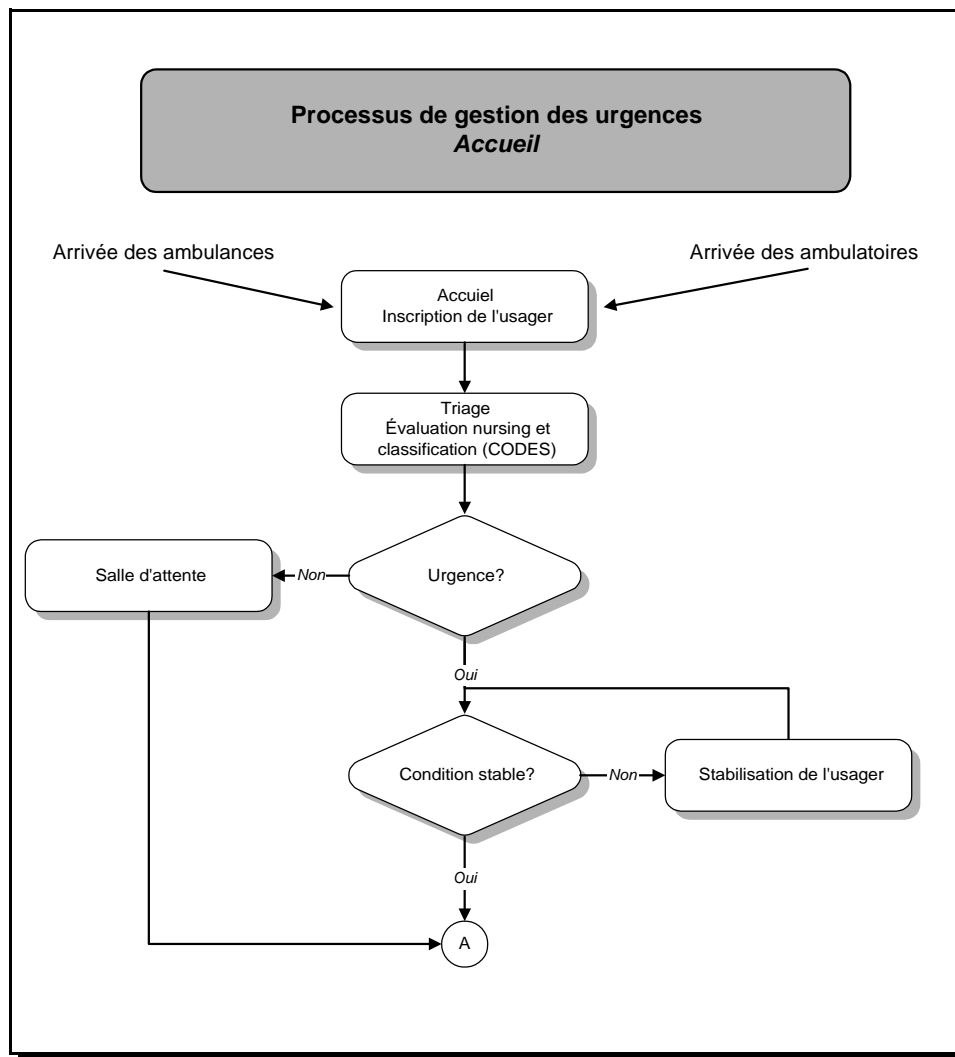 Processus de gestion des urgences
Accueil
Arrivée des ambulances
Arrivée des ambulatoires
Accuiel
Inscription de l'usager
Triage
Évaluation nursing et
classification (CODES)
Urgence?
Non
Salle d'attente
Oui
Condition stable?
Non
Stabilisation de l'usager
Oui
A